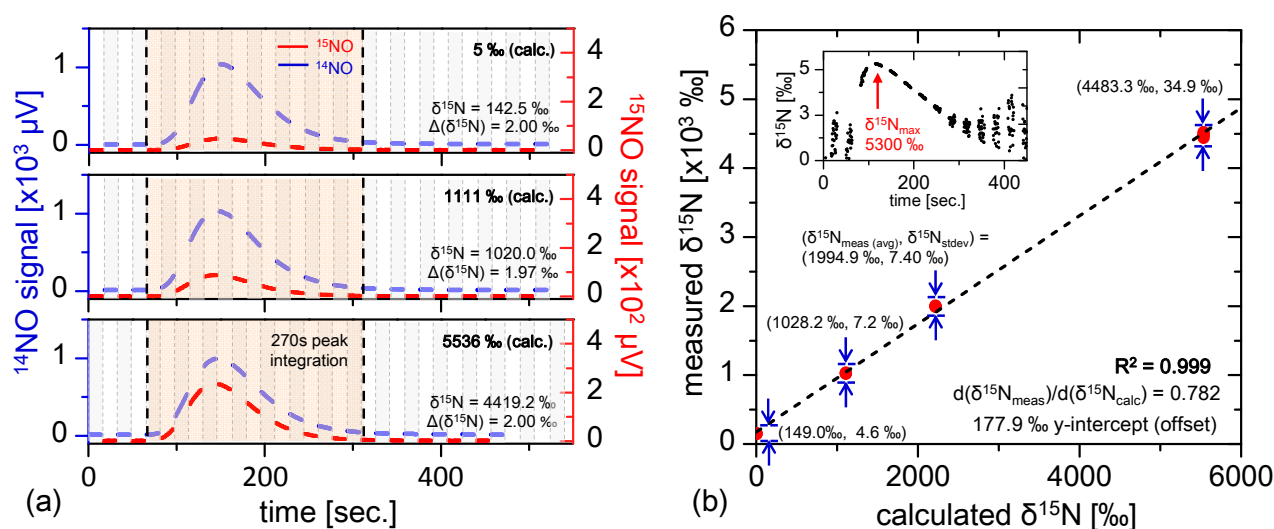 ¹⁴NO signal [x10³ μV]
¹⁵NO signal [x10² μV]
1
0
4
2
0
¹⁵NO
¹⁴NO
5 ‰ (calc.)
δ¹⁵N = 142.5 ‰
Δ(δ¹⁵N) = 2.00 ‰
1
0
4
2
0
1111 ‰ (calc.)
δ¹⁵N = 1020.0 ‰
Δ(δ¹⁵N) = 1.97 ‰
1
0
4
2
0
270s peak
integration
5536 ‰ (calc.)
δ¹⁵N = 4419.2 ‰
Δ(δ¹⁵N) = 2.00 ‰
0 200 400
time [sec.]
(a)
measured δ¹⁵N [x10³ ‰]
6
5
4
3
2
1
0
δ¹⁵N [‰]
5
3
0
δ¹⁵Nmax
5300 ‰
0 200 400
time [sec.]
(4483.3 ‰, 34.9 ‰)
(δ¹⁵Nmeas (avg), δ¹⁵Nstdev) =
(1994.9 ‰, 7.40 ‰)
(1028.2 ‰, 7.2 ‰)
R² = 0.999
d(δ¹⁵Nmeas)/d(δ¹⁵Ncalc) = 0.782
(149.0‰, 4.6 ‰)
177.9 ‰ y-intercept (offset)
0 2000 4000 6000
calculated δ¹⁵N [‰]
(b)